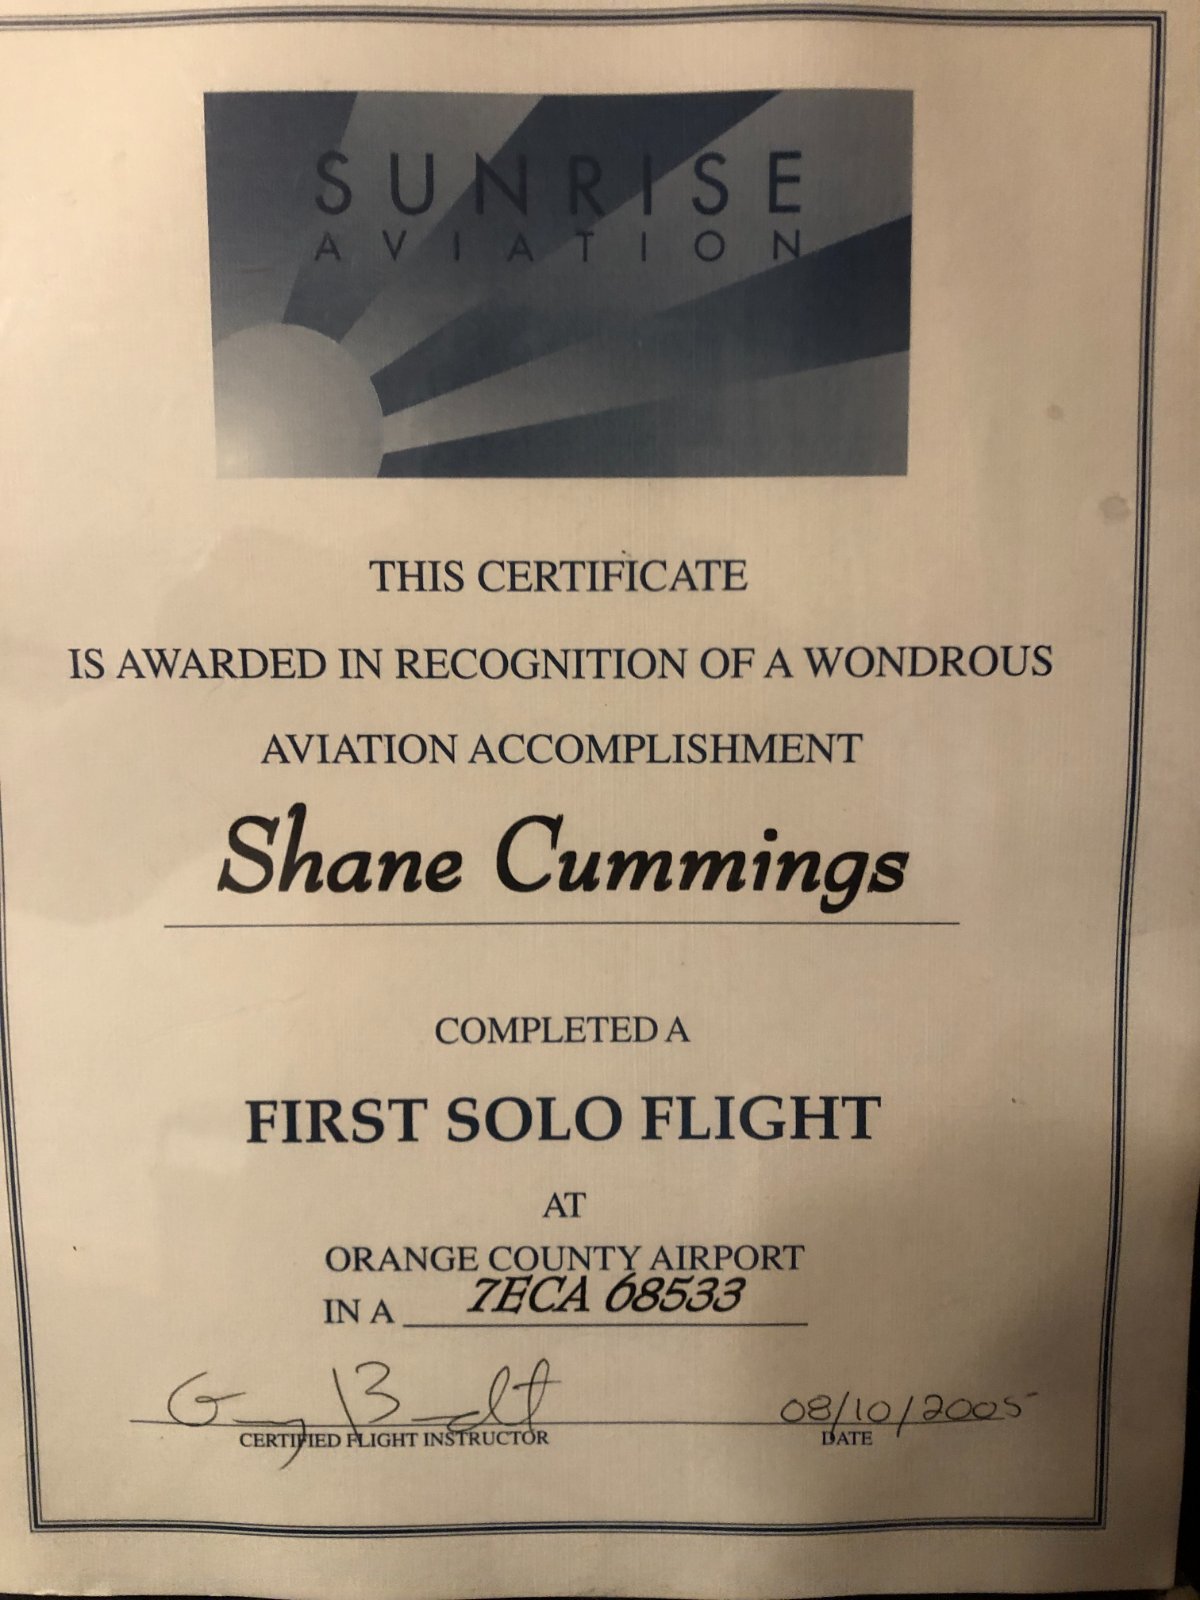 SUNRISE
AVIATION
THIS CERTIFICATE
IS AWARDED IN RECOGNITION OF A WONDROUS
AVIATION ACCOMPLISHMENT
Shane Cummings
COMPLETED A
FIRST SOLO FLIGHT
AT
ORANGE COUNTY AIRPORT
IN A 7ECA 68533
08/10/2005
CERTIFIED FLIGHT INSTRUCTOR DATE